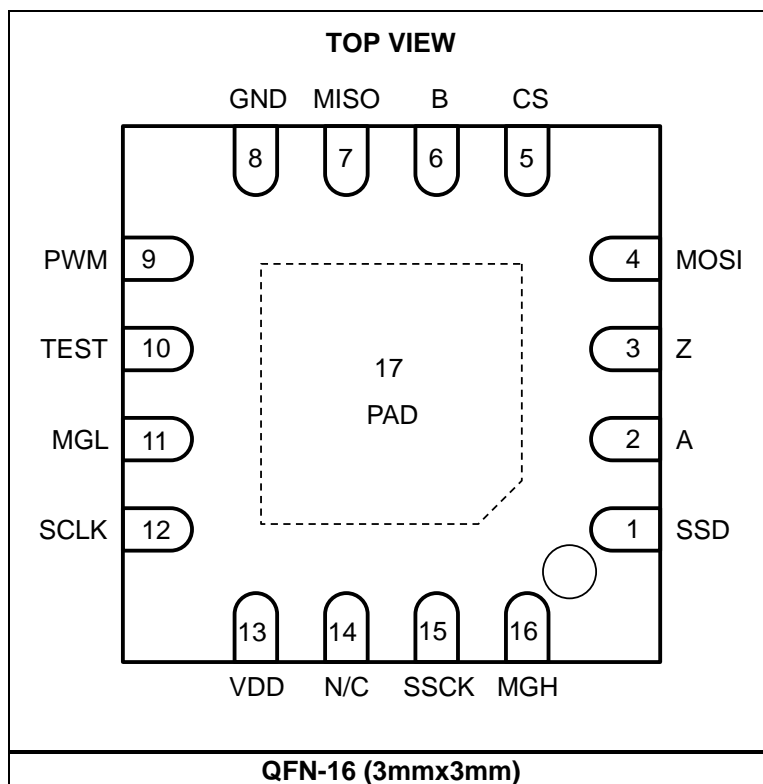 TOP VIEW
GND MISO B CS
8 7 6 5
PWM 9 4 MOSI
TEST 10 3 Z
17
PAD
MGL 11 2 A
SCLK 12 1 SSD
13 14 15 16
VDD N/C SSCK MGH
QFN-16 (3mmx3mm)